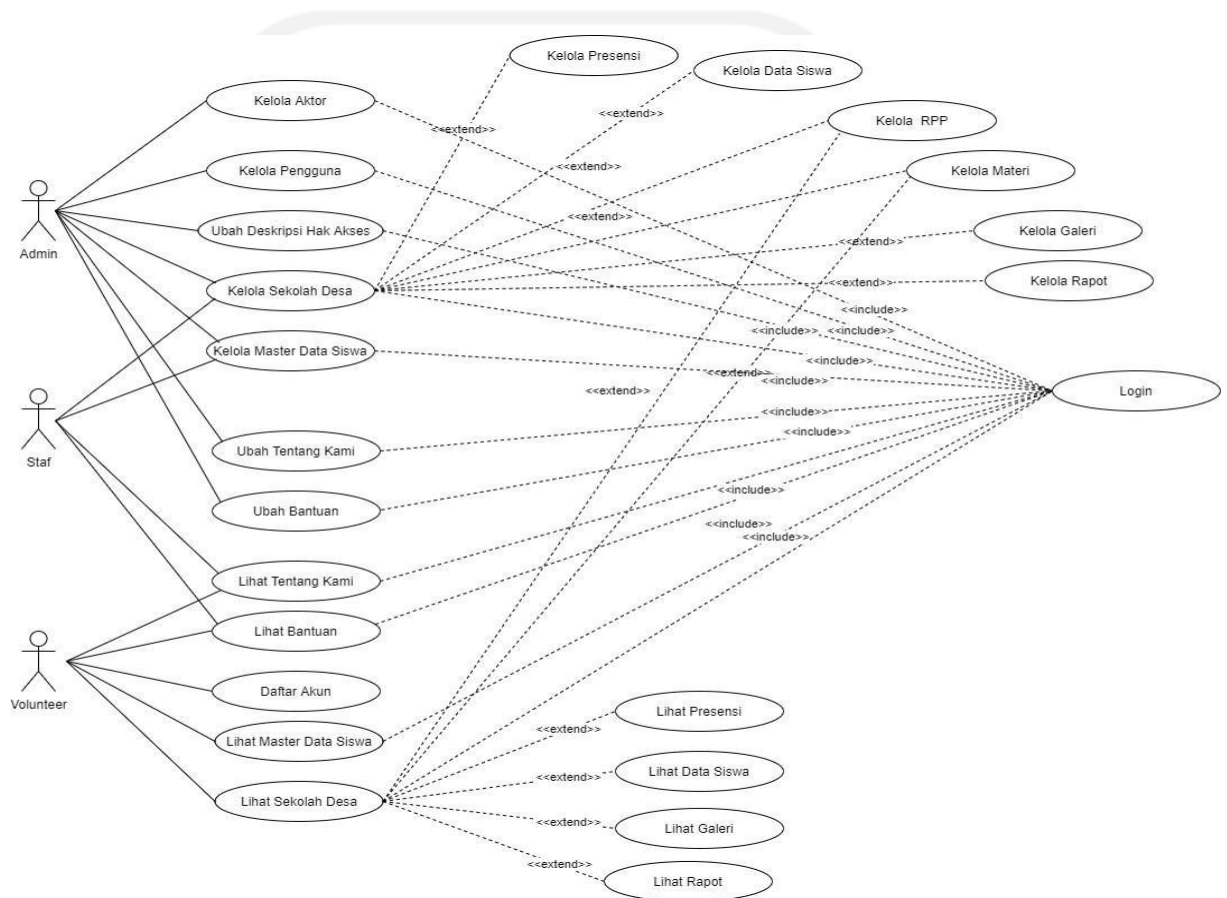 Kelola Presensi
Kelola Data Siswa
Kelola Aktor
<<extend>>
<<extend>>
Kelola RPP
Kelola Pengguna
<<extend>>
Kelola Materi
Admin
Ubah Deskripsi Hak Akses
<<extend>>
Kelola Galeri
<<extend>>
Kelola Sekolah Desa
<<extend>>
Kelola Rapot
<<include>>
<<include>>
<<include>>
Kelola Master Data Siswa
<<include>>
<<extend>>
<<include>>
Staf
<<extend>>
Login
<<include>>
Ubah Tentang Kami
<<include>>
Ubah Bantuan
<<include>>
<<include>>
<<include>>
Lihat Tentang Kami
Lihat Bantuan
Volunteer
Daftar Akun
Lihat Presensi
<<extend>>
Lihat Master Data Siswa
Lihat Data Siswa
<<extend>>
Lihat Sekolah Desa
<<extend>>
Lihat Galeri
<<extend>>
Lihat Rapot